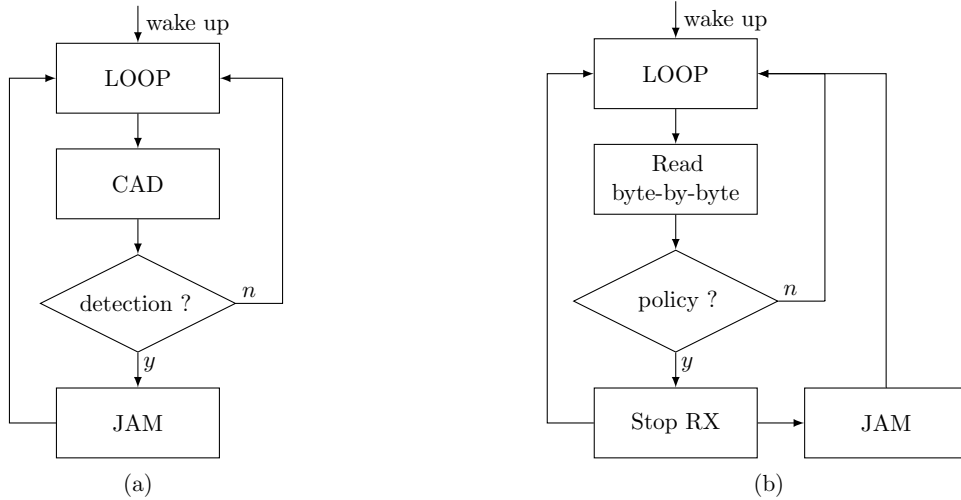 wake up
LOOP
CAD
detection ?
n
y
JAM
(a)
wake up
LOOP
Read
byte-by-byte
policy ?
n
y
Stop RX
JAM
(b)